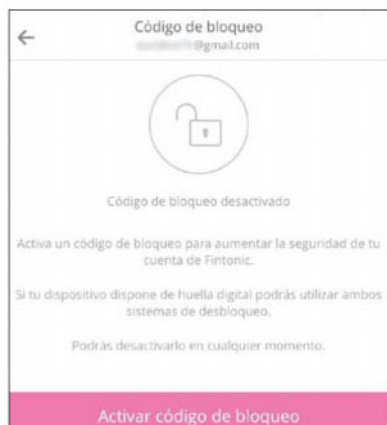 Código de bloqueo
@gmail.com
Código de bloqueo desactivado
Activa un código de bloqueo para aumentar la seguridad de tu
cuenta de Fintonic.
Si tu dispositivo dispone de huella digital podrás utilizar ambos
sistemas de desbloqueo.
Podrás desactivarlo en cualquier momento.
Activar código de bloqueo